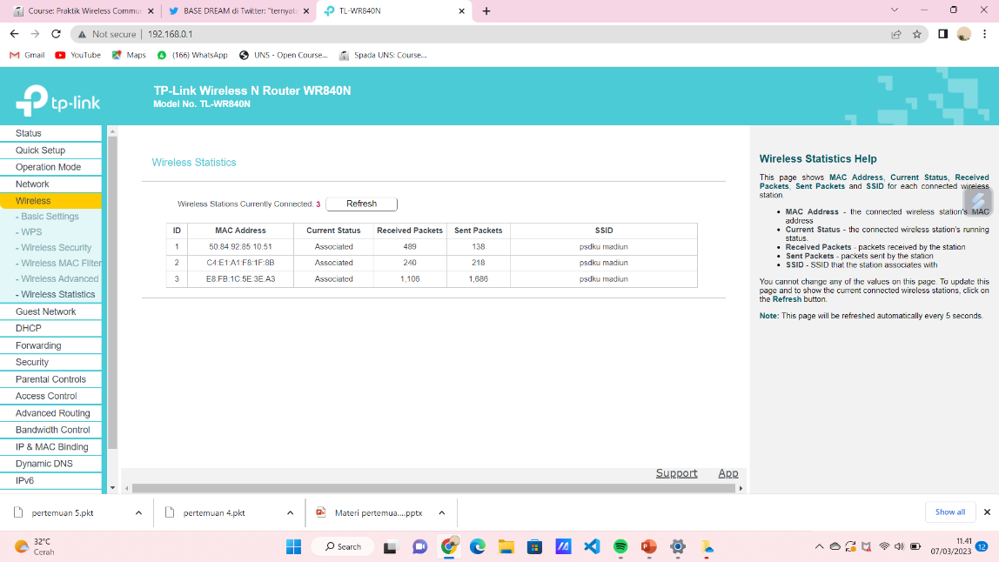 Course: Praktik Wireless Commun
BASE DREAM di Twitter: "ternyata
TL-WR840N
Not secure
192.168.0.1
Gmail
YouTube
Maps
(166) WhatsApp
UNS - Open Course...
Spada UNS: Course...
tp-link
TP-Link Wireless N Router WR840N
Model No. TL-WR840N
Status
Quick Setup
Operation Mode
Network
Wireless
- Basic Settings
- WPS
- Wireless Security
- Wireless MAC Filter
- Wireless Advanced
- Wireless Statistics
Guest Network
DHCP
Forwarding
Security
Parental Controls
Access Control
Advanced Routing
Bandwidth Control
IP & MAC Binding
Dynamic DNS
IPv6
Wireless Statistics
Wireless Stations Currently Connected: 3 Refresh
ID MAC Address Current Status Received Packets Sent Packets SSID
1 50:84:92:85:10:51 Associated 489 138 psdku madiun
2 C4:E1:A1:F8:1F:8B Associated 240 218 psdku madiun
3 E8:FB:1C:5E:3E:A3 Associated 1,106 1,686 psdku madiun
Support App
Wireless Statistics Help
This page shows MAC Address, Current Status, Received
Packets, Sent Packets and SSID for each connected wireless
station.
• MAC Address - the connected wireless station's MAC
address
• Current Status - the connected wireless station's running
status.
• Received Packets - packets received by the station
• Sent Packets - packets sent by the station
• SSID - SSID that the station associates with
You cannot change any of the values on this page. To update this
page and to show the current connected wireless stations, click on
the Refresh button.
Note: This page will be refreshed automatically every 5 seconds.
pertemuan 5.pkt
pertemuan 4.pkt
Materi pertemua....pptx
Show all
32°C
Cerah
Search
11.41
07/03/2023
12